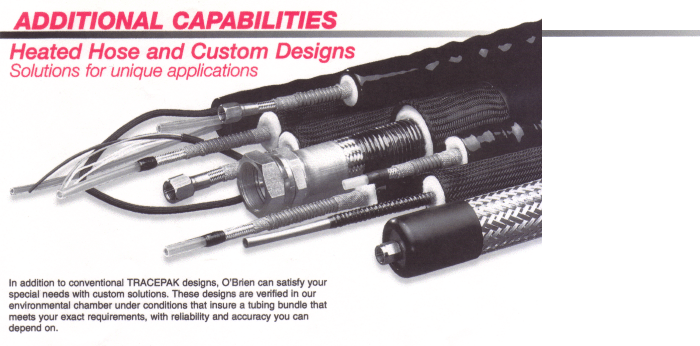 ADDITIONAL CAPABILITIES
Heated Hose and Custom Designs
Solutions for unique applications
In addition to conventional TRACEPAK designs, O'Brien can satisfy your
special needs with custom solutions. These designs are verified in our
environmental chamber under conditions that insure a tubing bundle that
meets your exact requirements, with reliability and accuracy you can
depend on.